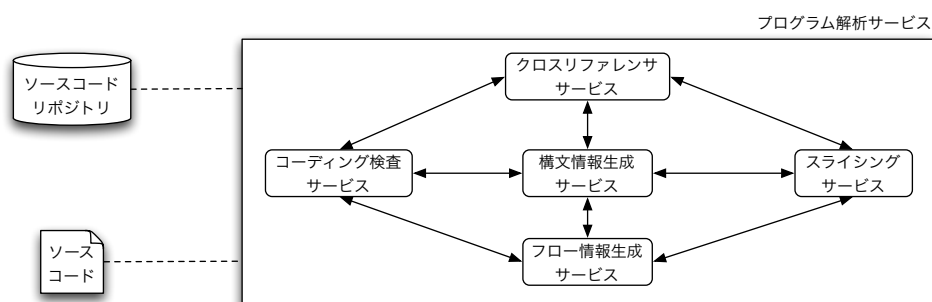 プログラム解析サービス
ソースコード
リポジトリ
クロスリファレンサ
サービス
コーディング検査
サービス
構文情報生成
サービス
スライシング
サービス
ソース
コード
フロー情報生成
サービス